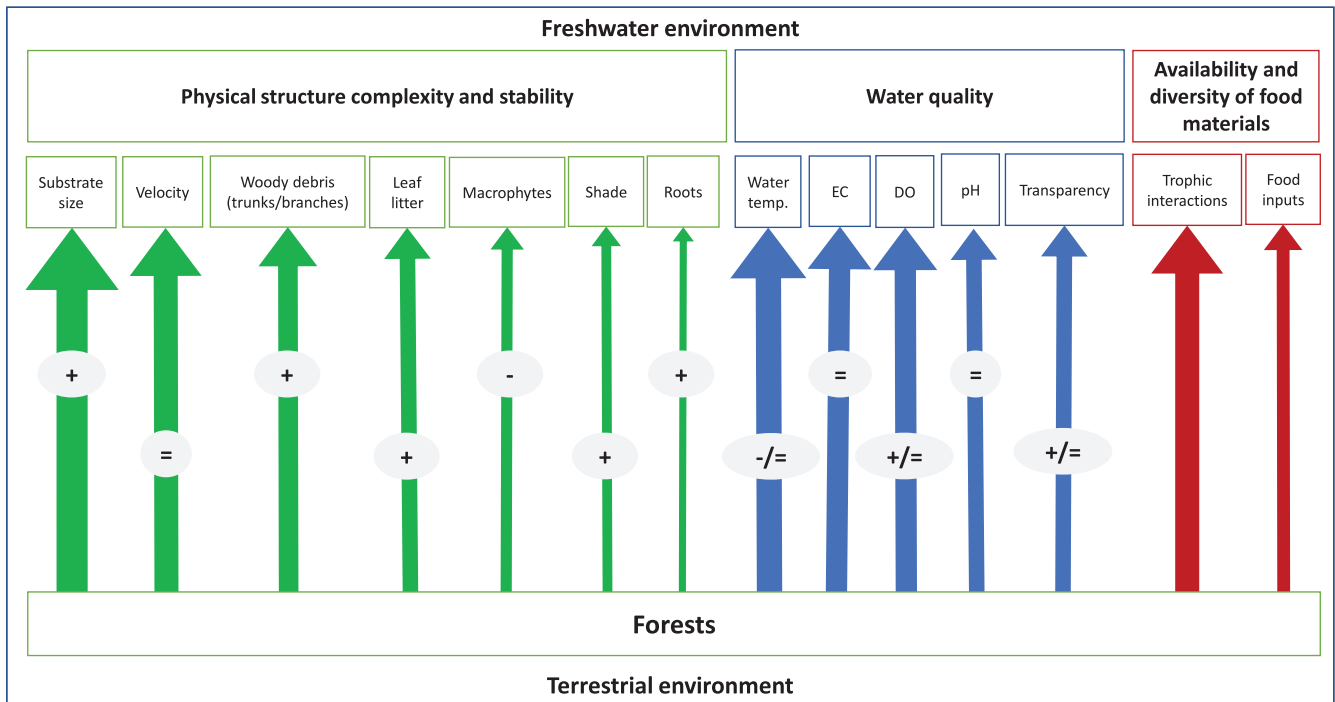 Freshwater environment
Physical structure complexity and stability
Water quality
Availability and
diversity of food
materials
Substrate
size
Velocity
Woody debris
(trunks/branches)
Leaf
litter
Macrophytes
Shade
Roots
Water
temp.
EC
DO
pH
Transparency
Trophic
interactions
Food
inputs
+
=
+
+
-
+
+
-/=
=
+/=
=
+/=
Forests
Terrestrial environment